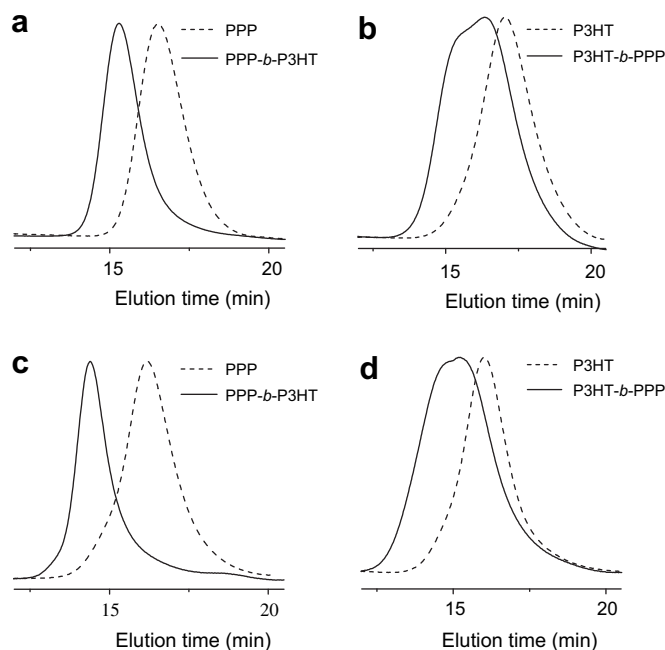 a
PPP
PPP-b-P3HT
15
20
Elution time (min)
b
P3HT
P3HT-b-PPP
15
20
Elution time (min)
c
PPP
PPP-b-P3HT
15
20
Elution time (min)
d
P3HT
P3HT-b-PPP
15
20
Elution time (min)